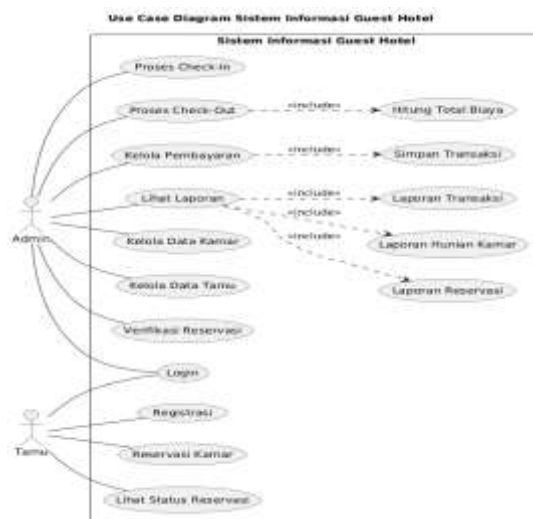 Use Case Diagram Sistem Informasi Guest Hotel
Sistem Informasi Guest Hotel
Proses Check-In
Proses Check-Out
«include»
Hitung Total Biaya
Kelola Pembayaran
«include»
Simpan Transaksi
Lihat Laporan
«include»
Laporan Transaksi
«include»
Admin
Kelola Data Kamar
«include»
Laporan Hunian Kamar
Kelola Data Tamu
Laporan Reservasi
Verifikasi Reservasi
Login
Registrasi
Tamu
Reservasi Kamar
Lihat Status Reservasi